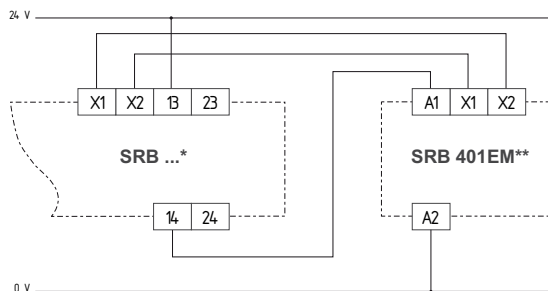 24 V
X1 X2 13 23
A1 X1 X2
SRB ...*
SRB 401EM**
14 24
A2
0 V